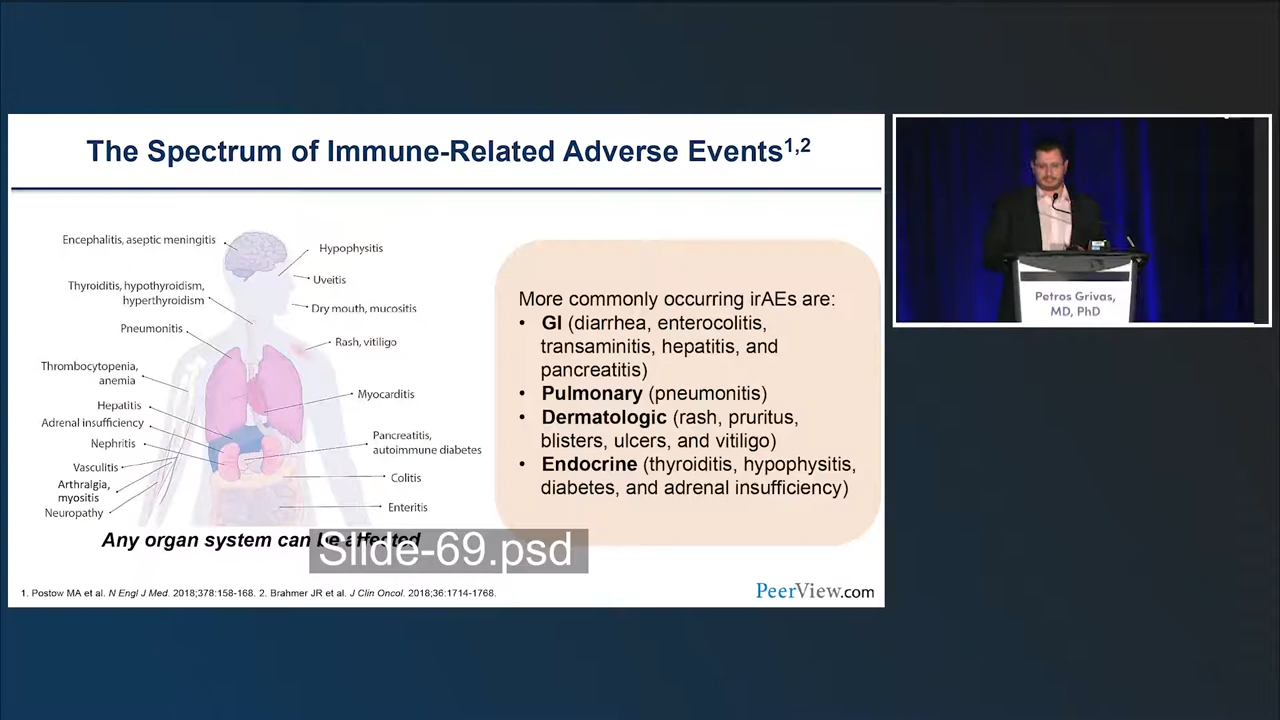 The Spectrum of Immune-Related Adverse Events1,2
Encephalitis, aseptic meningitis
Thyroiditis, hypothyroidism,
hyperthyroidism
Pneumonitis
Thrombocytopenia,
anemia
Hepatitis
Adrenal insufficiency
Nephritis
Vasculitis
Arthralgia,
myositis
Neuropathy
Hypophysitis
Uveitis
Dry mouth, mucositis
Rash, vitiligo
Myocarditis
Pancreatitis,
autoimmune diabetes
Colitis
Enteritis
Any organ system can be affected
Slide-69.psd
More commonly occurring irAEs are:
• GI (diarrhea, enterocolitis,
transaminitis, hepatitis, and
pancreatitis)
• Pulmonary (pneumonitis)
• Dermatologic (rash, pruritus,
blisters, ulcers, and vitiligo)
• Endocrine (thyroiditis, hypophysitis,
diabetes, and adrenal insufficiency)
1. Postow MA et al. N Engl J Med. 2018;378:158-168. 2. Brahmer JR et al. J Clin Oncol. 2018;36:1714-1768.
PeerView.com
Petros Grivas,
MD, PhD